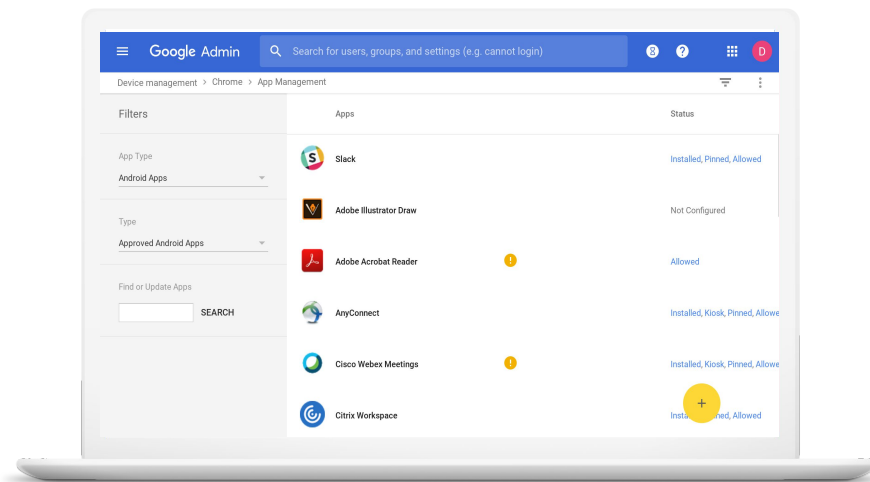 Google Admin
Search for users, groups, and settings (e.g. cannot login)
8 ?
D
Device management > Chrome > App Management
Filters
Apps
Status
App Type
Android Apps
Slack
Installed, Pinned, Allowed
Adobe Illustrator Draw
Not Configured
Type
Approved Android Apps
Adobe Acrobat Reader
!
Allowed
Find or Update Apps
SEARCH
AnyConnect
Installed, Kiosk, Pinned, Allowe
Cisco Webex Meetings
!
Installed, Kiosk, Pinned, Allowe
Citrix Workspace
Insta
+
ned, Allowed